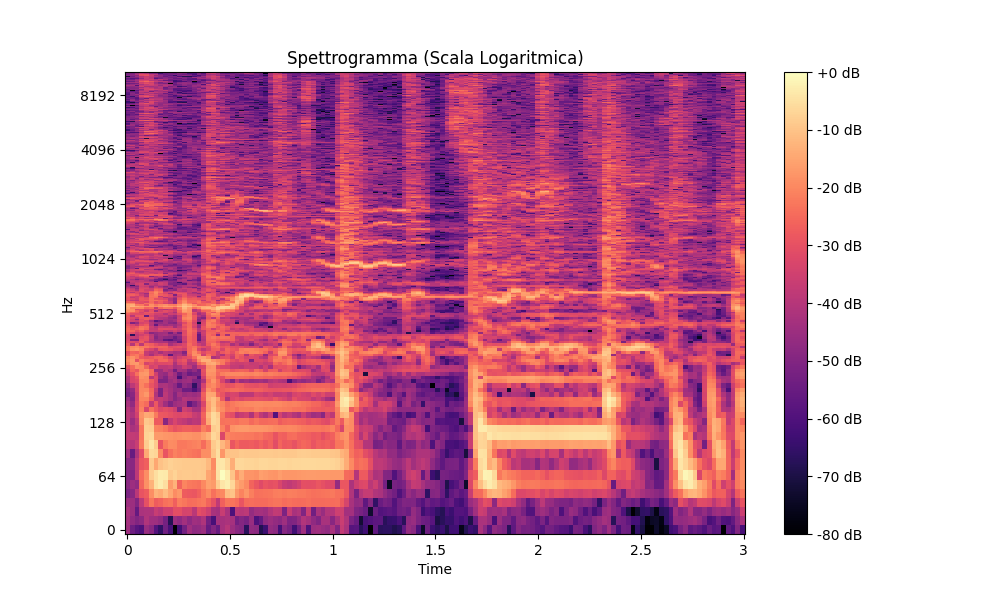 Spettrogramma (Scala Logaritmica)
Hz
8192
4096
2048
1024
512
256
128
64
0
0 0.5 1 1.5 2 2.5 3
Time
+0 dB
-10 dB
-20 dB
-30 dB
-40 dB
-50 dB
-60 dB
-70 dB
-80 dB